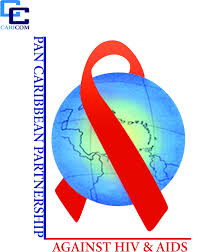 CARICOM
PAN CARIBBEAN PARTNERSHIP
AGAINST HIV & AIDS